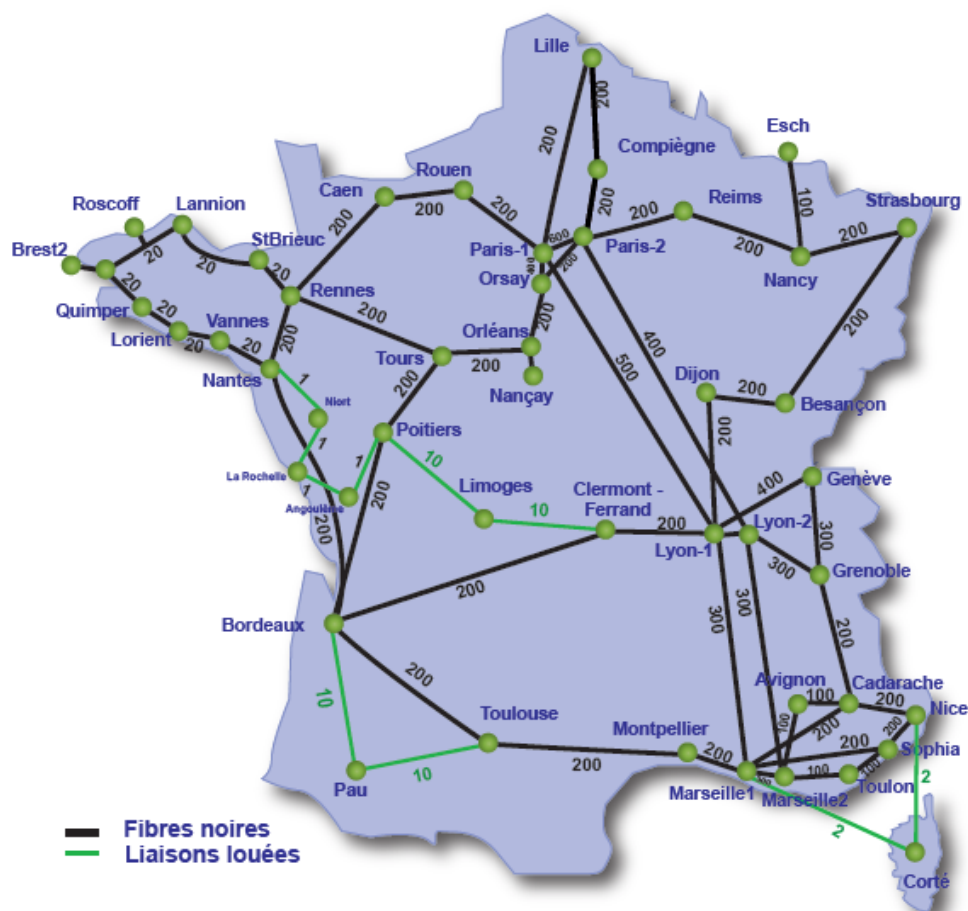 Lille
200
200
Esch
Compiègne
Rouen
Caen
Reims
100
Strasbourg
Roscoff
Lannion
200
200
200
200
200
200
200
StBrieuc
600
Brest2
20
20
20
Paris-1
Paris-2
Nancy
400
200
Orsay
20
Rennes
Quimper
20
200
Orléans
200
200
Vannes
Lorient
20
20
200
400
Tours
200
500
Nantes
Dijon
1
200
Nançay
200
Besançon
Niort
Poitiers
200
1
1
10
La Rochelle
Limoges
Clermont -
Ferrand
400
Genève
1
Angoulême
200
200
10
200
Lyon-2
Lyon-1
300
300
Grenoble
200
300
300
Bordeaux
200
200
Avignon
100
Cadarache
200
10
Toulouse
Montpellier
100
200
200
Nice
200
200
Sophia
10
200
100
100
Pau
Marseille1
Marseille2
Toulon
2
Fibres noires
2
Liaisons louées
Corté